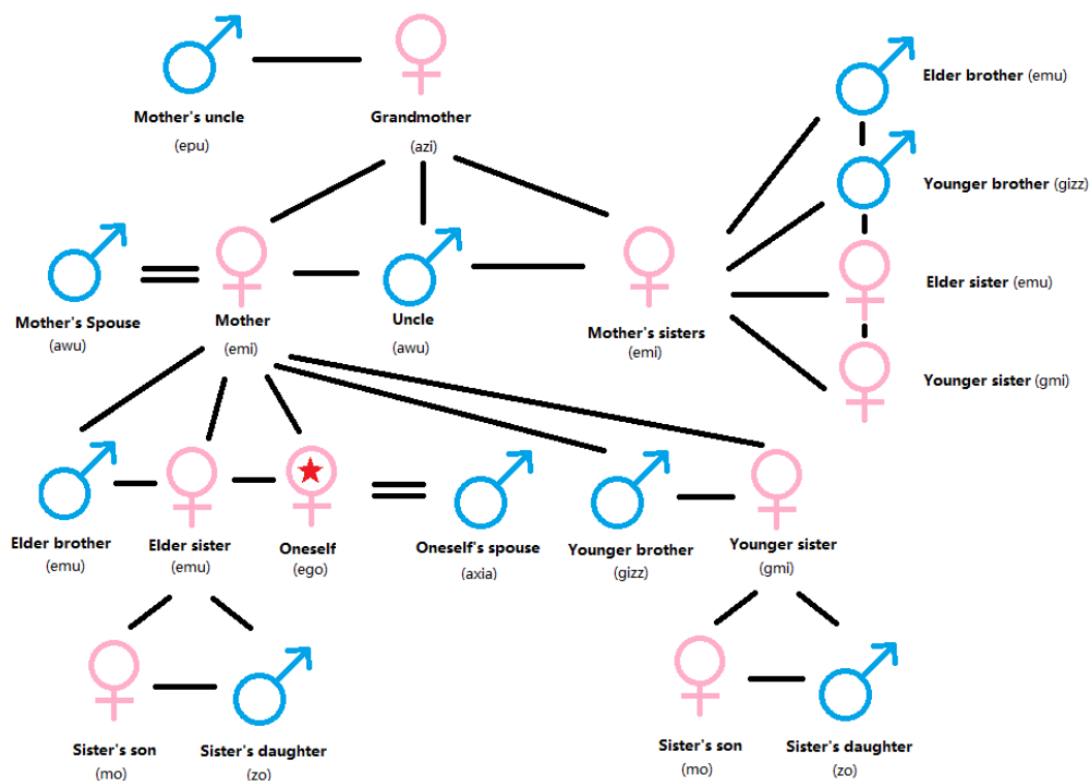 Elder brother (emu)
Mother's uncle
(epu)
Grandmother
(azi)
Younger brother (gizz)
Elder sister (emu)
Mother's Spouse
(awu)
Mother
(emi)
Uncle
(awu)
Mother's sisters
(emi)
Younger sister (gmi)
Elder brother
(emu)
Elder sister
(emu)
Oneself
(ego)
Oneself's spouse
(axia)
Younger brother
(gizz)
Younger sister
(gmi)
Sister's son
(mo)
Sister's daughter
(zo)
Sister's son
(mo)
Sister's daughter
(zo)